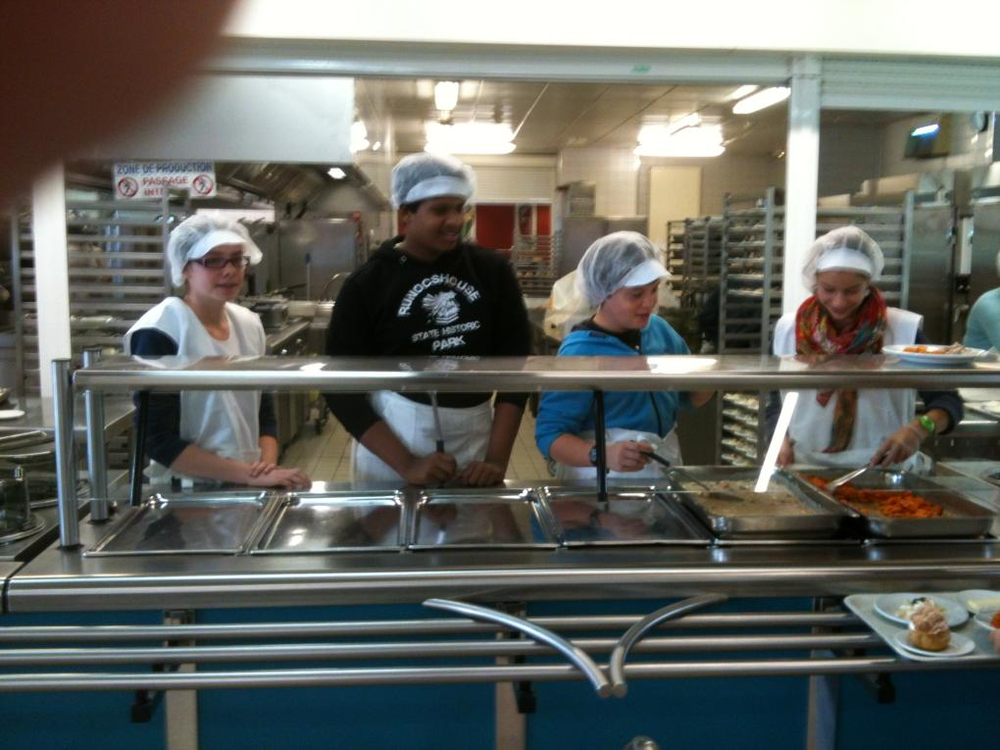 ZONE DE PRODUCTION
PASSAGE
RUNOCSHOUSE
STATE HISTORIC
PARK